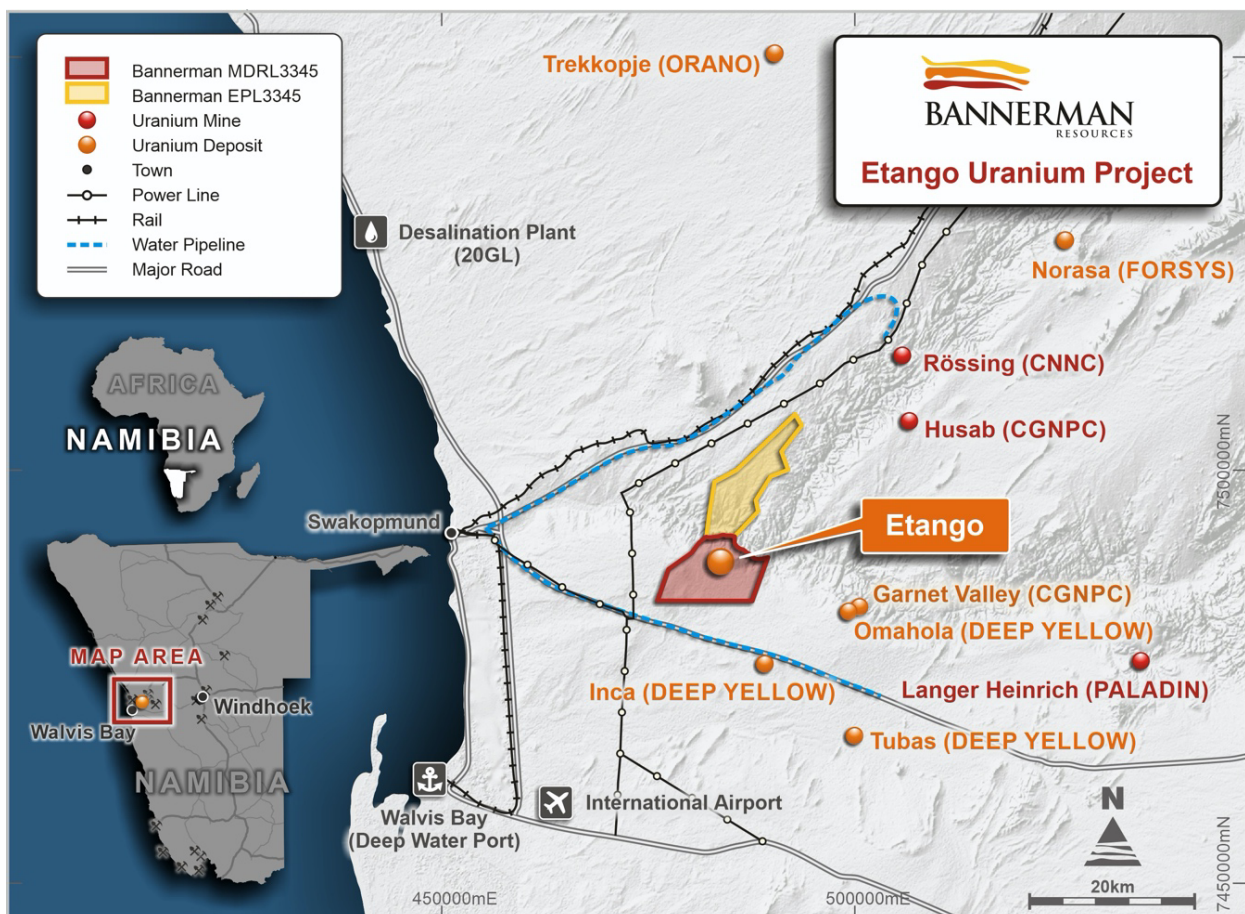 Bannerman MDRL3345
Bannerman EPL3345
Uranium Mine
Uranium Deposit
Town
Power Line
Rail
Water Pipeline
Major Road
Trekkopje (ORANO)
BANNERMAN
RESOURCES
Etango Uranium Project
Desalination Plant
(20GL)
Norasa (FORSYS)
Rössing (CNNC)
Husab (CGNPC)
AFRICA
NAMIBIA
7500000mN
Swakopmund
Etango
Garnet Valley (CGNPC)
Omahola (DEEP YELLOW)
MAP AREA
Windhoek
Walvis Bay
NAMIBIA
Inca (DEEP YELLOW)
Langer Heinrich (PALADIN)
Tubas (DEEP YELLOW)
Walvis Bay
(Deep Water Port)
International Airport
N
20km
450000mE
500000mE
7450000mN